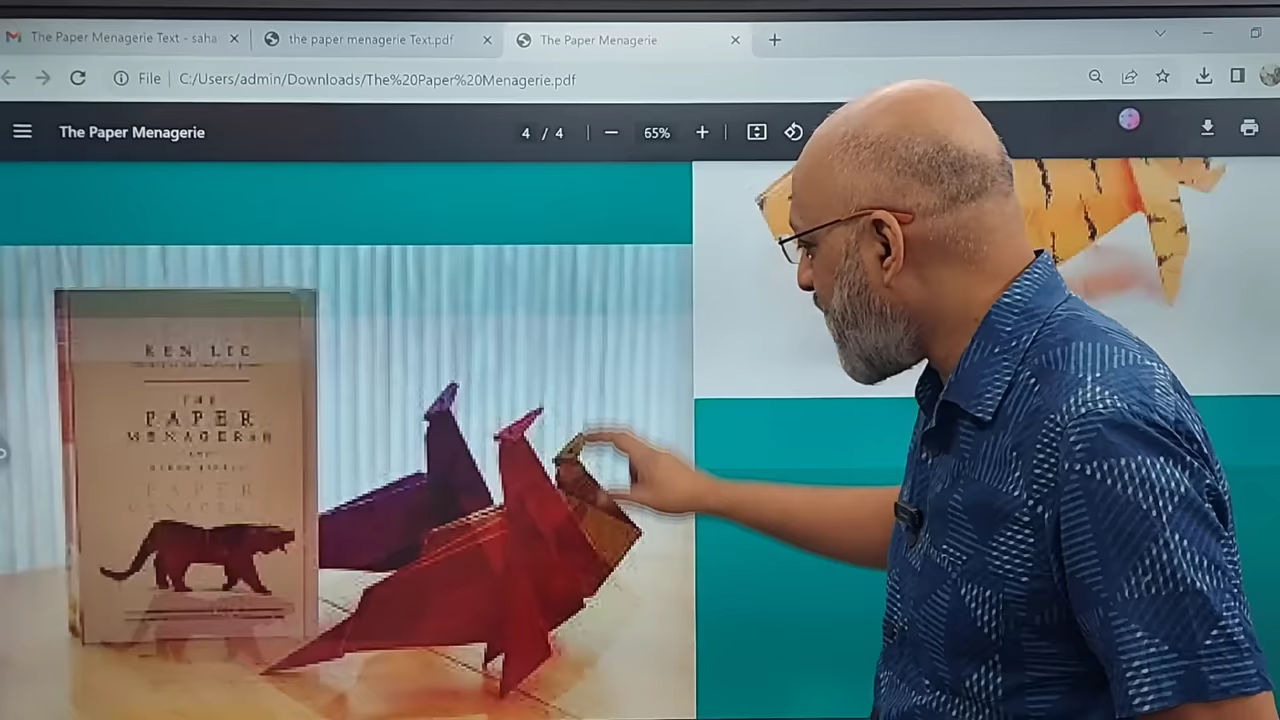 The Paper Menagerie Text - saha
the paper menagerie Text.pdf
The Paper Menagerie
File
C:/Users/admin/Downloads/The%20Paper%20Menagerie.pdf
The Paper Menagerie
4 / 4
65%
KEN LIU
THE
PAPER
MENAGERIE